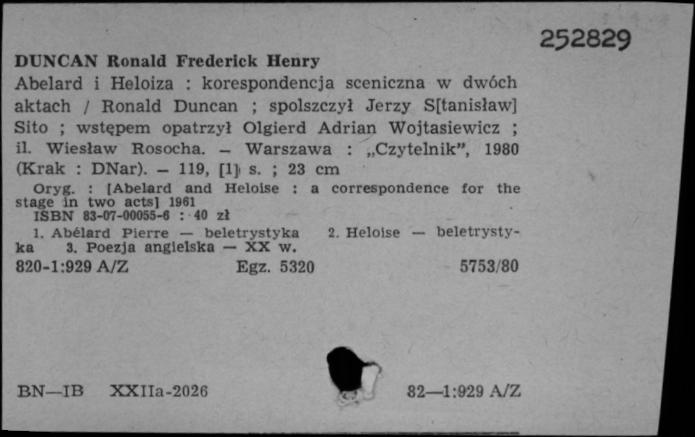 252829
DUNCAN Ronald Frederick Henry
Abelard i Heloiza : korespondencja sceniczna w dwóch
aktach / Ronald Duncan ; spolszczył Jerzy S[tanisław]
Sito ; wstępem opatrzył Olgierd Adrian Wojtasiewicz ;
il. Wiesław Rosocha. — Warszawa : „Czytelnik”, 1980
(Krak : DNar). — 119, [1] s. ; 23 cm
Oryg. : [Abelard and Heloise : a correspondence for the
stage in two acts] 1961
ISBN 83-07-00055-6 : 40 zł
1. Abélard Pierre — beletrystyka 2. Heloise — beletrysty-
ka 3. Poezja angielska — XX w.
820-1:929 A/Z Egz. 5320 5753/80
BN—IB XXIIa-2026 82—1:929 A/Z